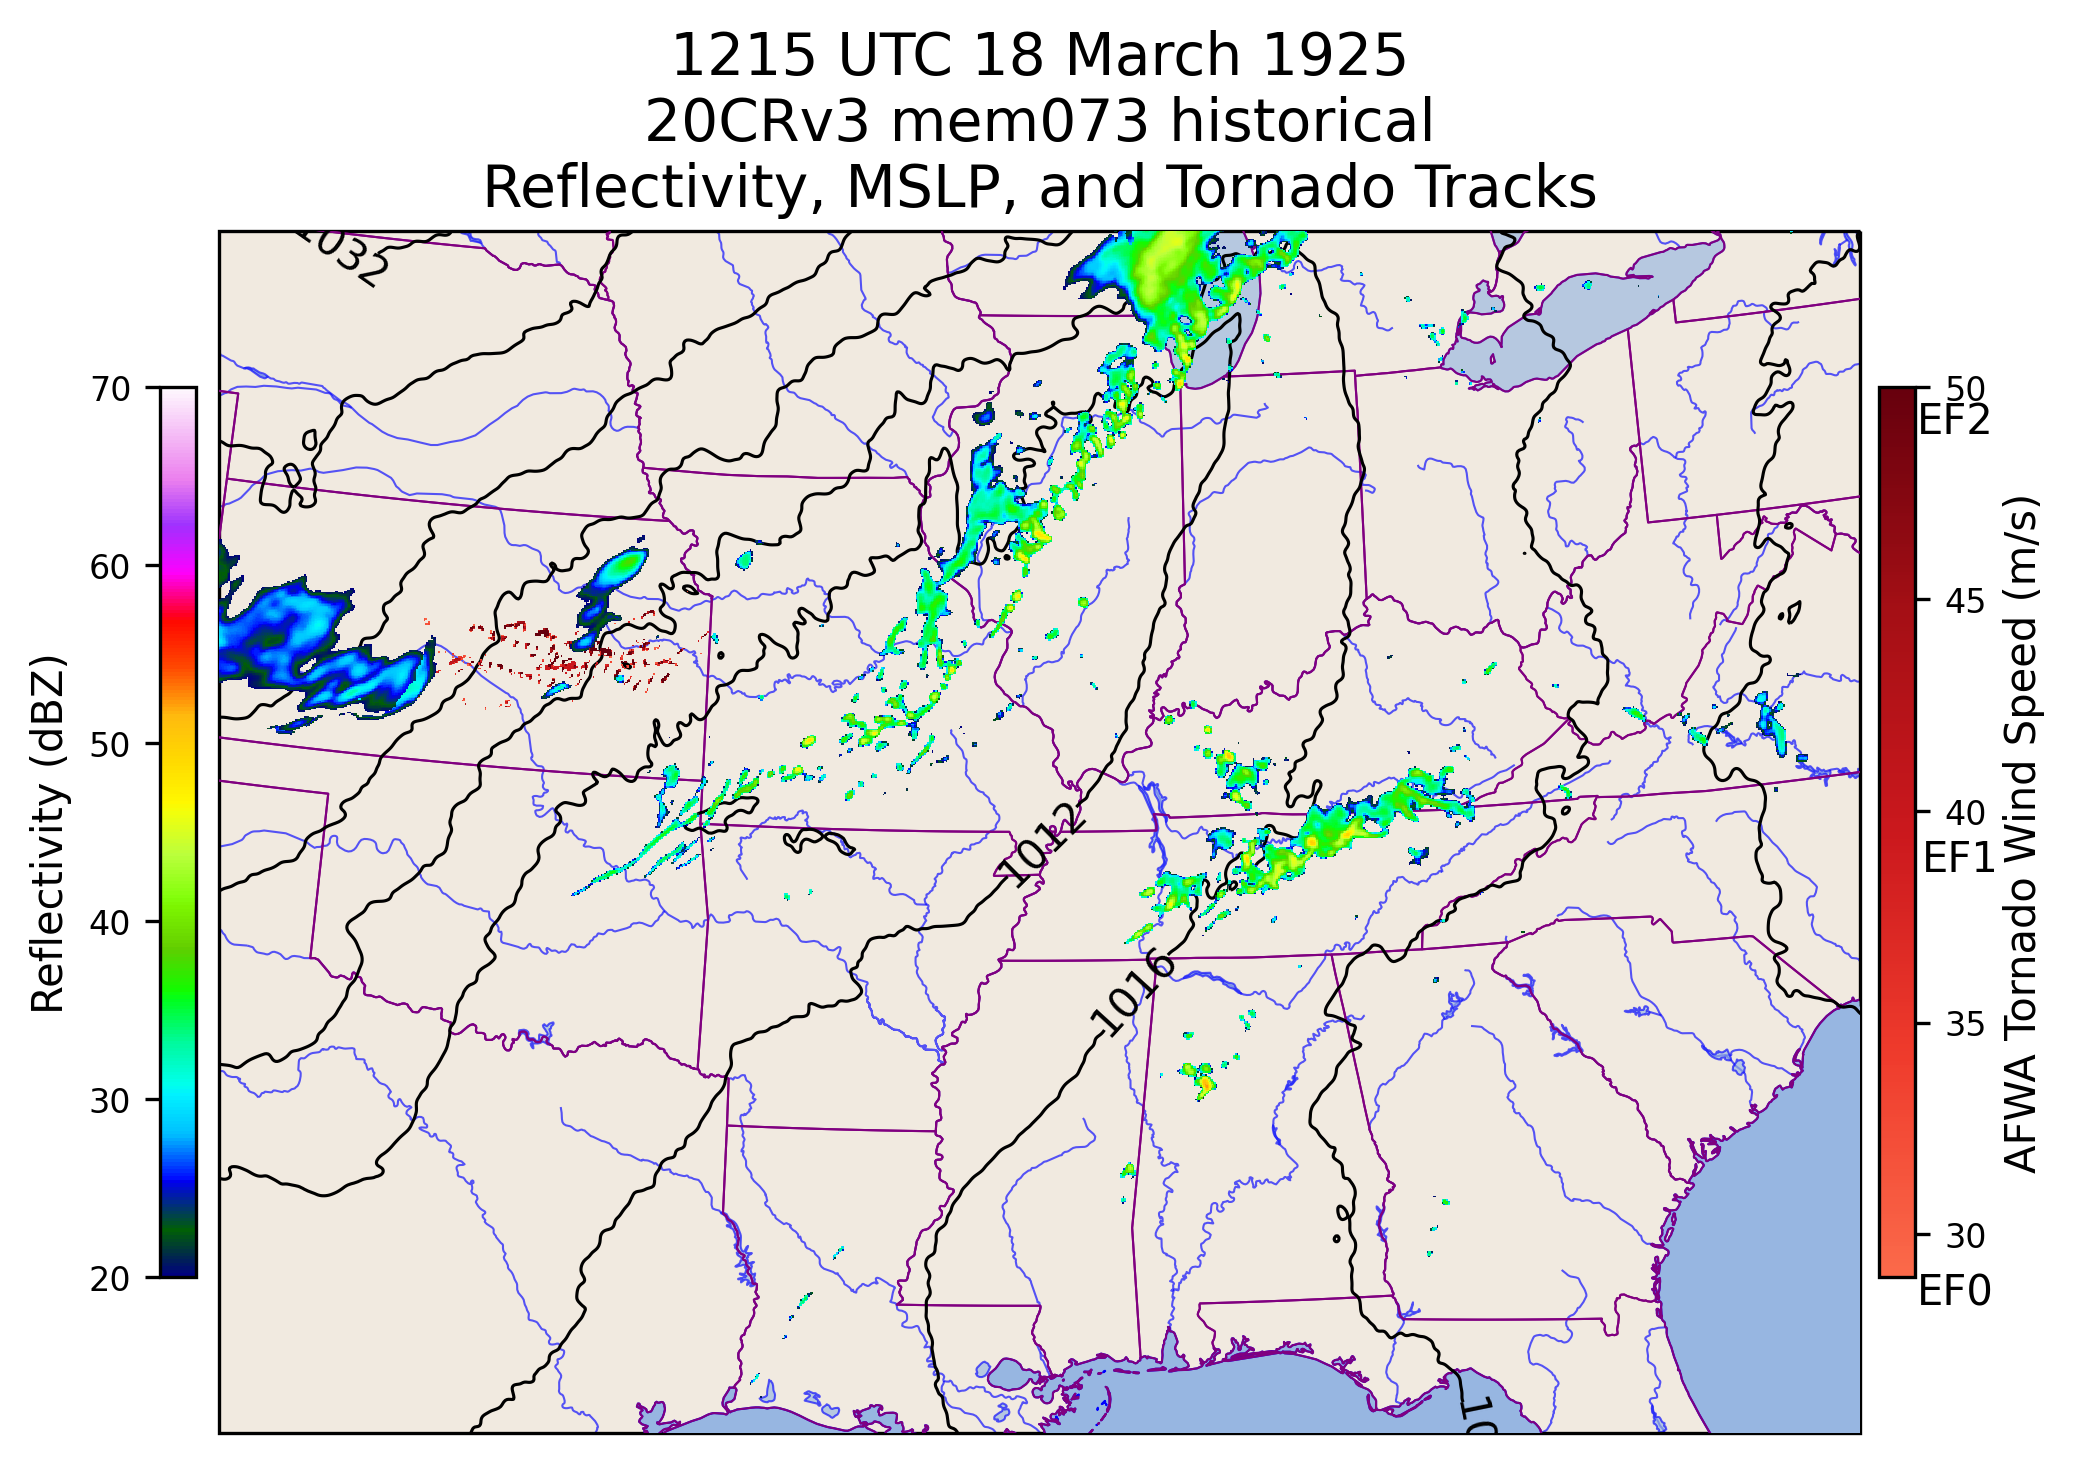 1215 UTC 18 March 1925
20CRv3 mem073 historical
Reflectivity, MSLP, and Tornado Tracks
1032
1012
1016
70
60
50
40
30
20
Reflectivity (dBZ)
50
EF2
45
40
EF1
35
30
EF0
AFWA Tornado Wind Speed (m/s)